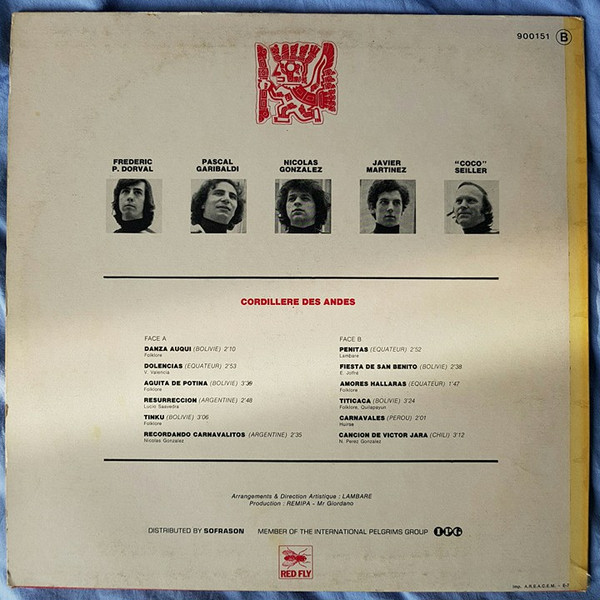 900151 B
FREDERIC
P. DORVAL
PASCAL
GARIBALDI
NICOLAS
GONZALEZ
JAVIER
MARTINEZ
"COCO"
SEILLER
CORDILLERE DES ANDES
FACE A
DANZA AUQUI (BOLIVIE) 2'10
Folklore
DOLENCIAS (EQUATEUR) 2'53
V. Valencia
AGUITA DE POTINA (BOLIVIE) 3'39
Folklore
RESURRECCION (ARGENTINE) 2'48
Lucio Saavedra
TINKU (BOLIVIE) 3'06
Folklore
RECORDANDO CARNAVALITOS (ARGENTINE) 2'35
Nicolas Gonzalez
FACE B
PENITAS (EQUATEUR) 2'52
Lambare
FIESTA DE SAN BENITO (BOLIVIE) 2'38
E. Joffré
AMORES HALLARAS (EQUATEUR) 1'47
Folklore
TITICACA (BOLIVIE) 3'24
Folklore, Quilapayun
CARNAVALES (PEROU) 2'01
Huirse
CANCION DE VICTOR JARA (CHILI) 3'12
N. Perez Gonzalez
Arrangements & Direction Artistique : LAMBARE
Production : REMIPA - Mr Giordano
DISTRIBUTED BY SOFRASON MEMBER OF THE INTERNATIONAL PELGRIMS GROUP IPG
RED FLY
Imp. A.R.E.A.C.E.M. -